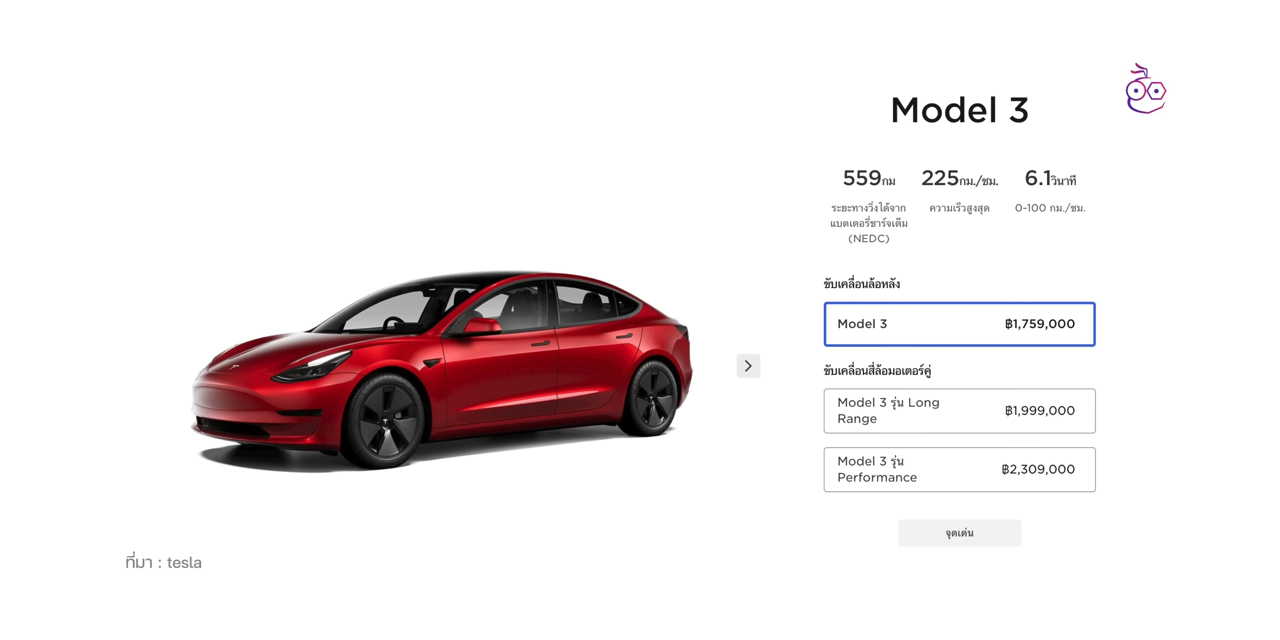 Model 3
559กม
225กม./ชม.
6.1วินาที
ระยะทางวิ่งได้จาก
แบตเตอรี่ชาร์จเต็ม
(NEDC)
ความเร็วสูงสุด
0-100 กม./ชม.
ขับเคลื่อนล้อหลัง
Model 3 ฿1,759,000
ขับเคลื่อนสี่ล้อมอเตอร์คู่
Model 3 รุ่น Long
Range
฿1,999,000
Model 3 รุ่น
Performance
฿2,309,000
จุดเด่น
ที่มา : tesla